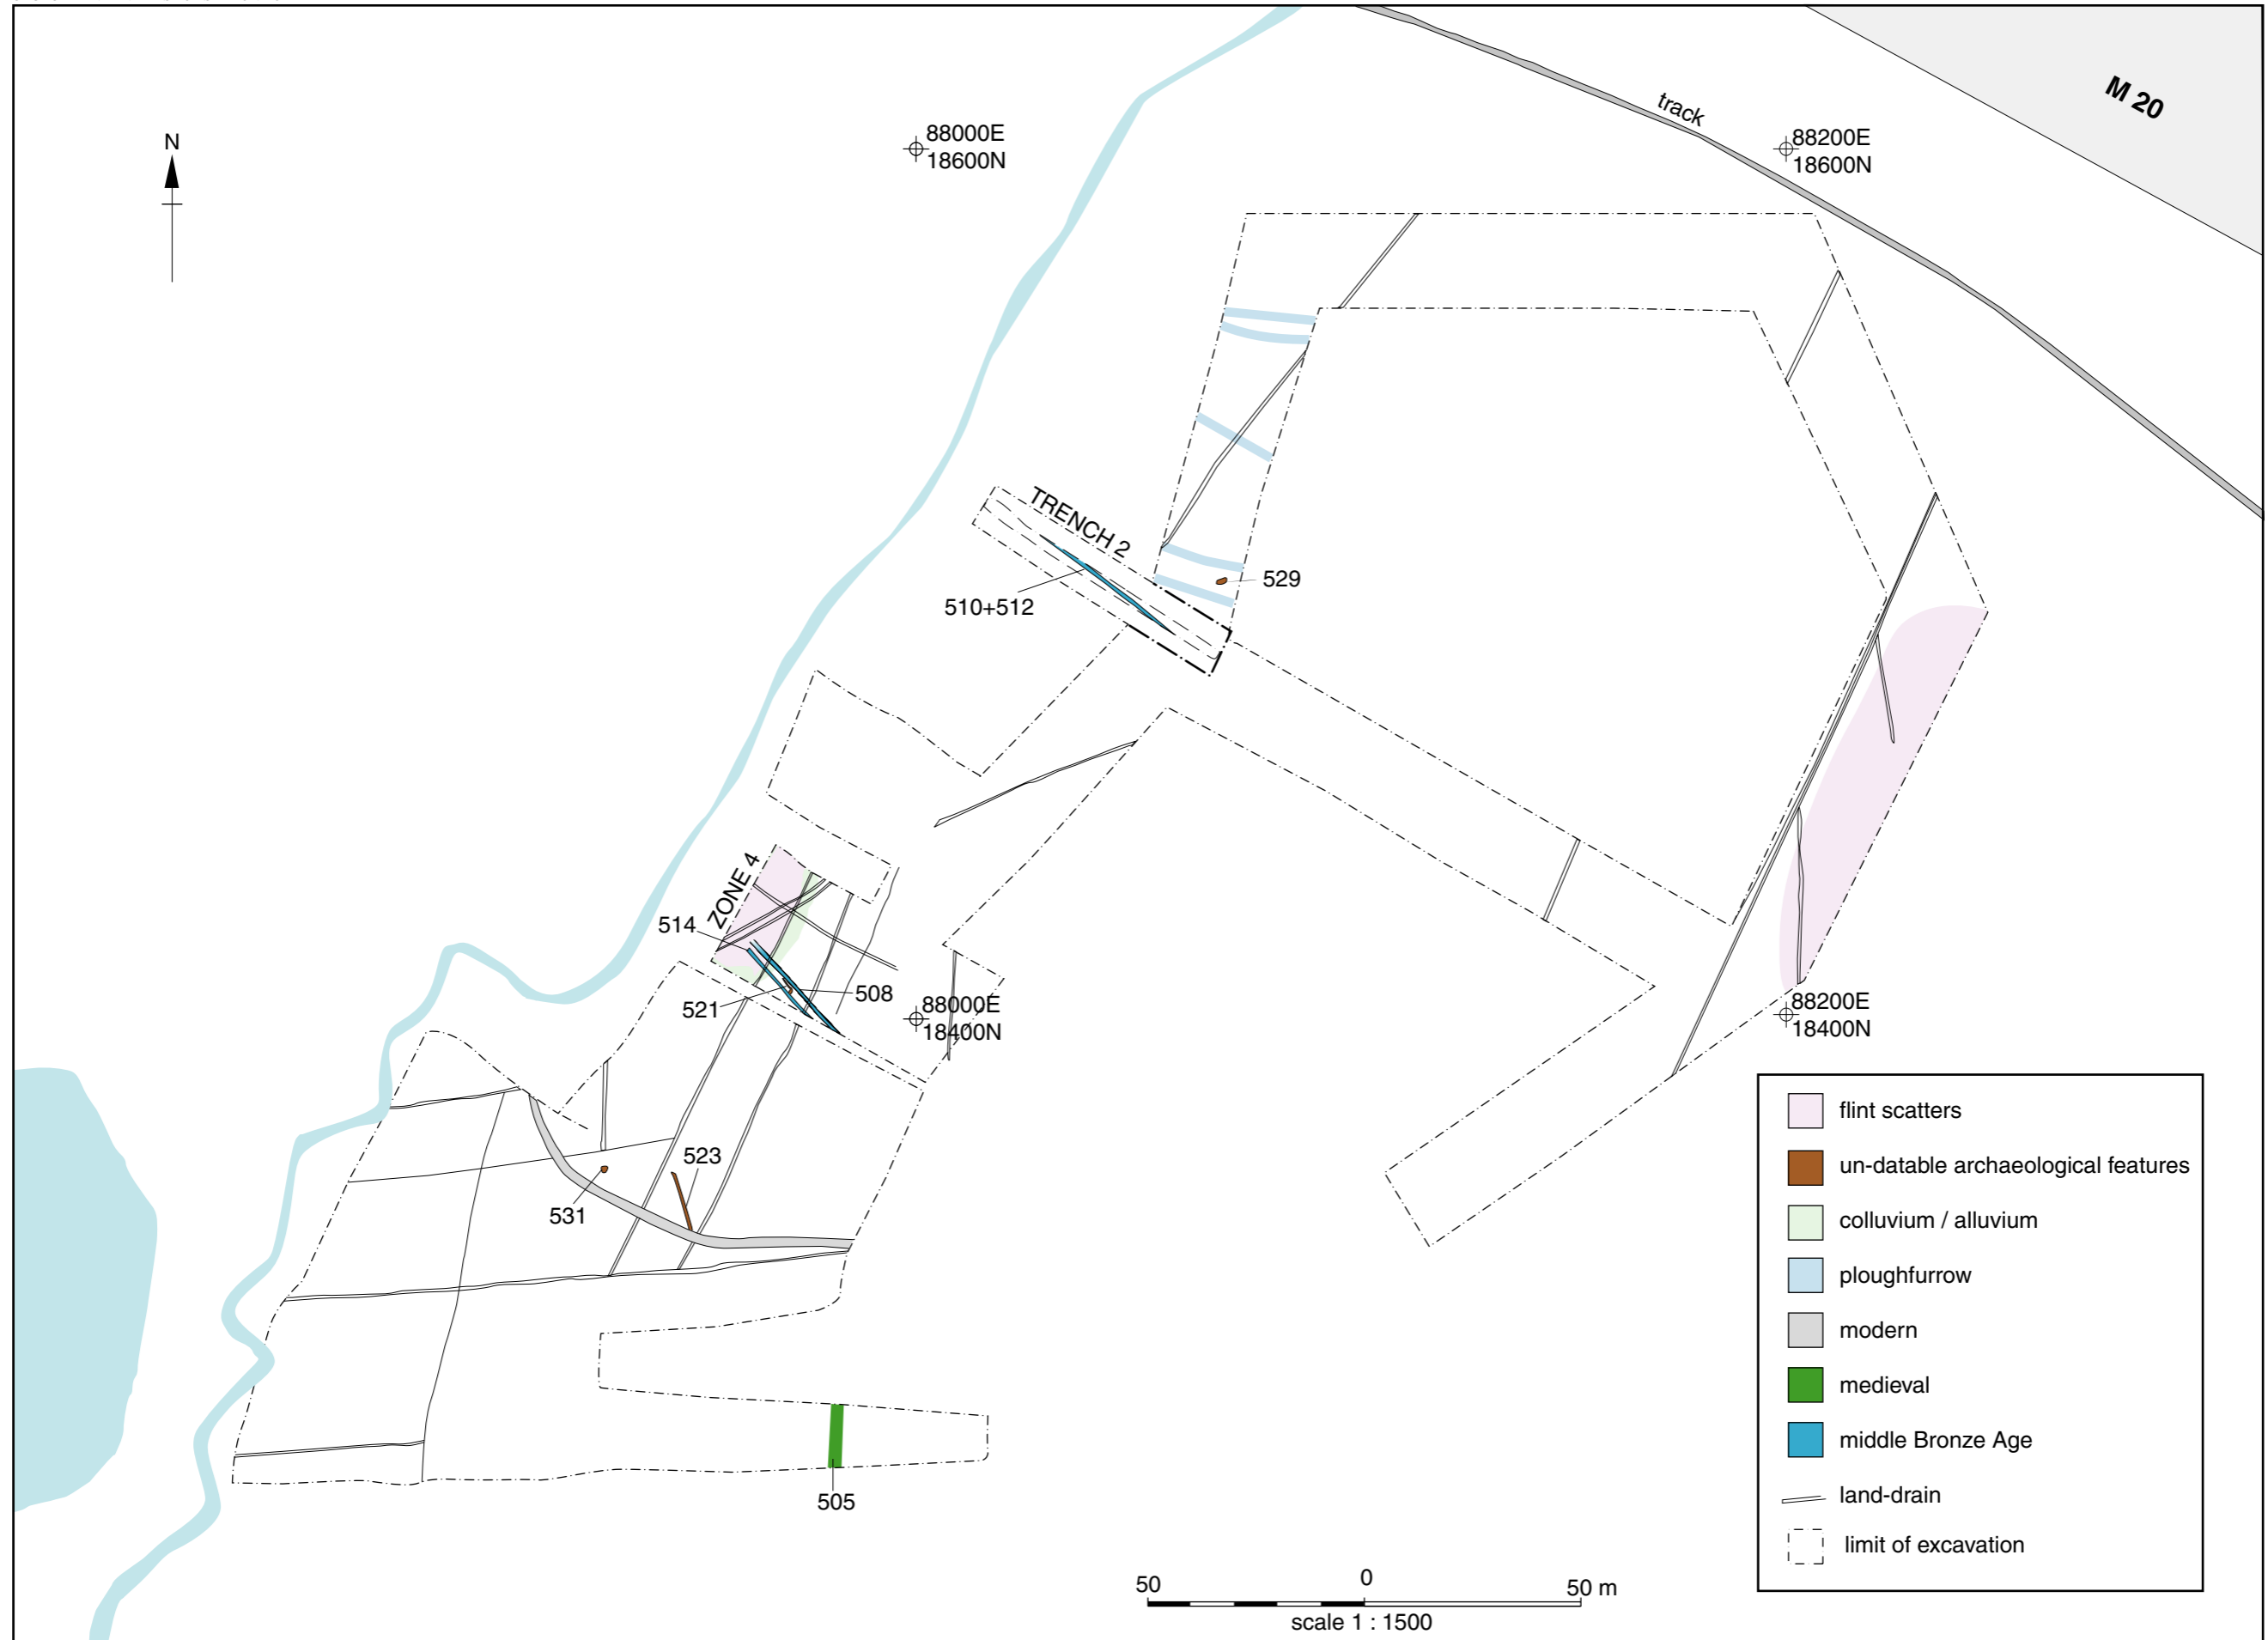 M 20
track
N
88000E
18600N
88200E
18600N
TRENCH 2
529
510+512
ZONE 4
514
508
521
88000E
18400N
88200E
18400N
523
531
505
flint scatters
un-datable archaeological features
colluvium / alluvium
ploughfurrow
modern
medieval
middle Bronze Age
land-drain
limit of excavation
50 0 50 m
scale 1 : 1500